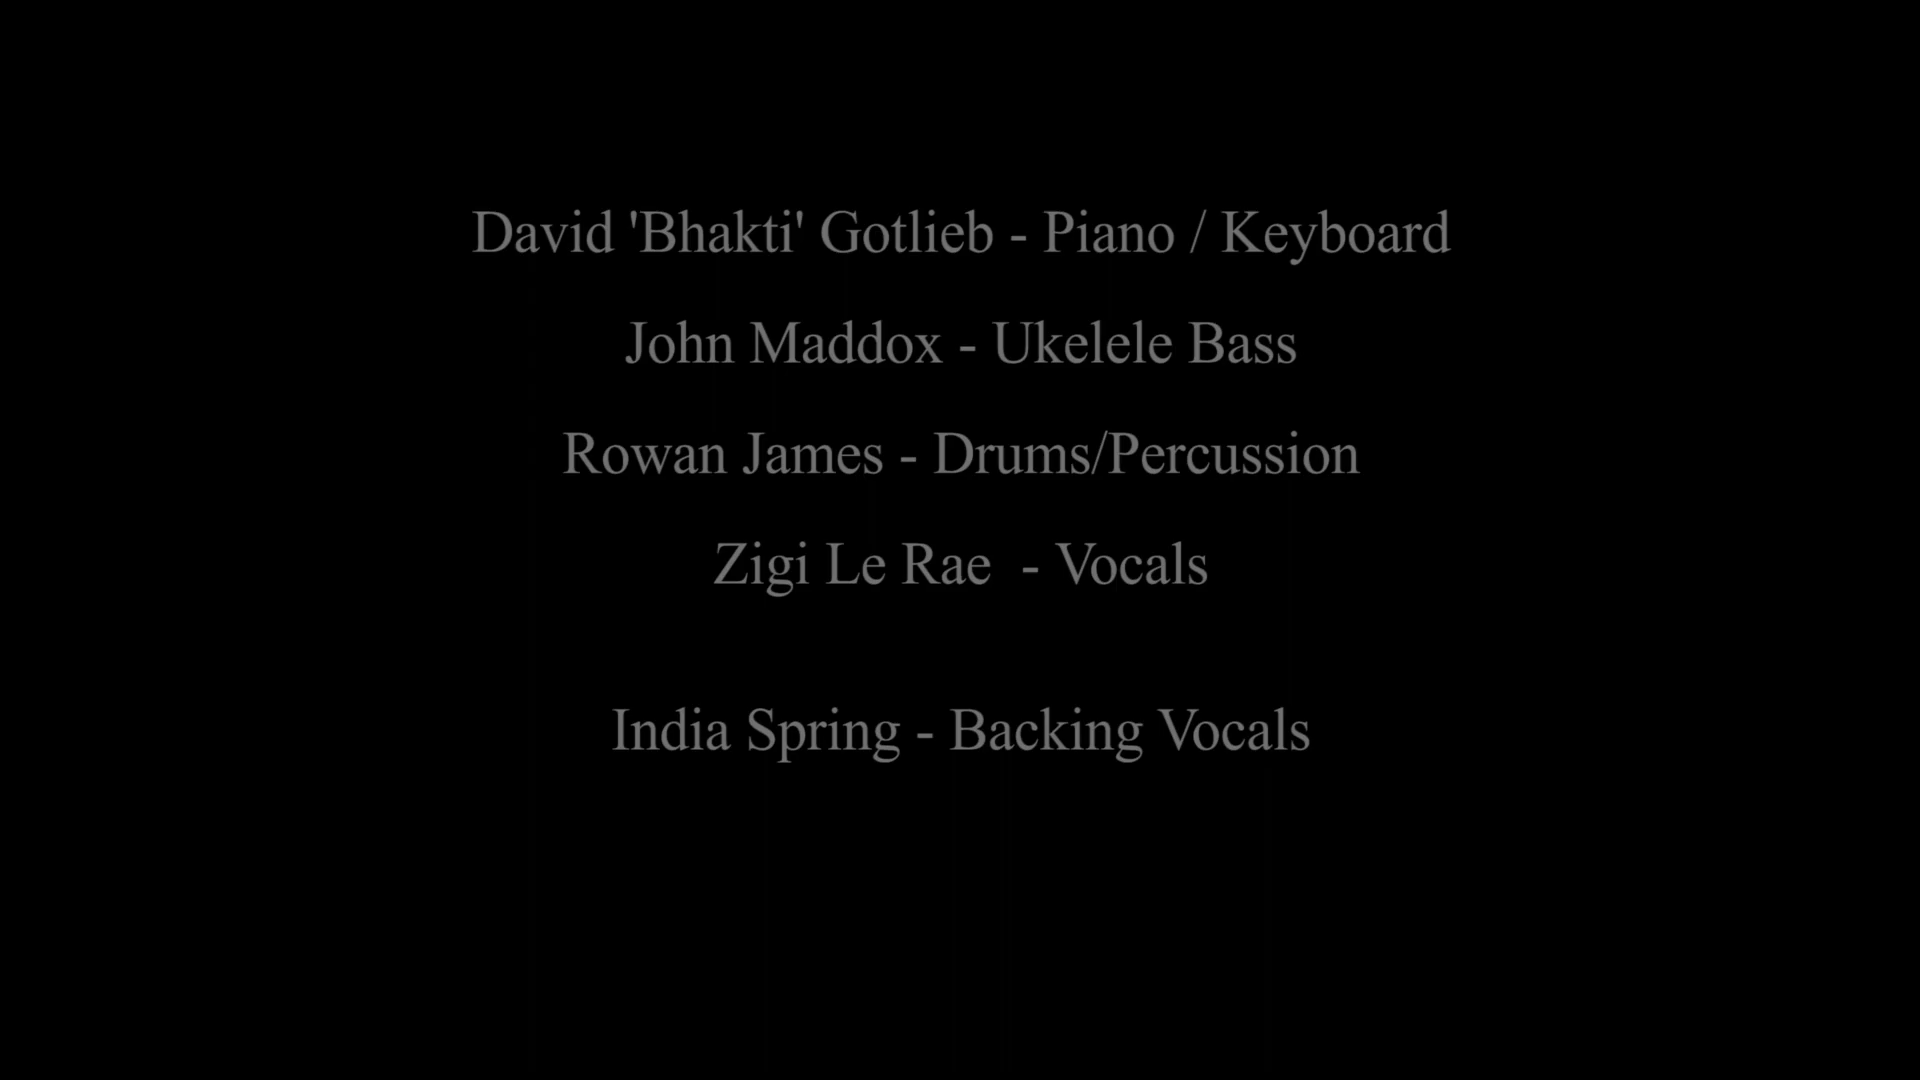 David 'Bhakti' Gotlieb - Piano / Keyboard
John Maddox - Ukelele Bass
Rowan James - Drums/Percussion
Zigi Le Rae  - Vocals
India Spring - Backing Vocals